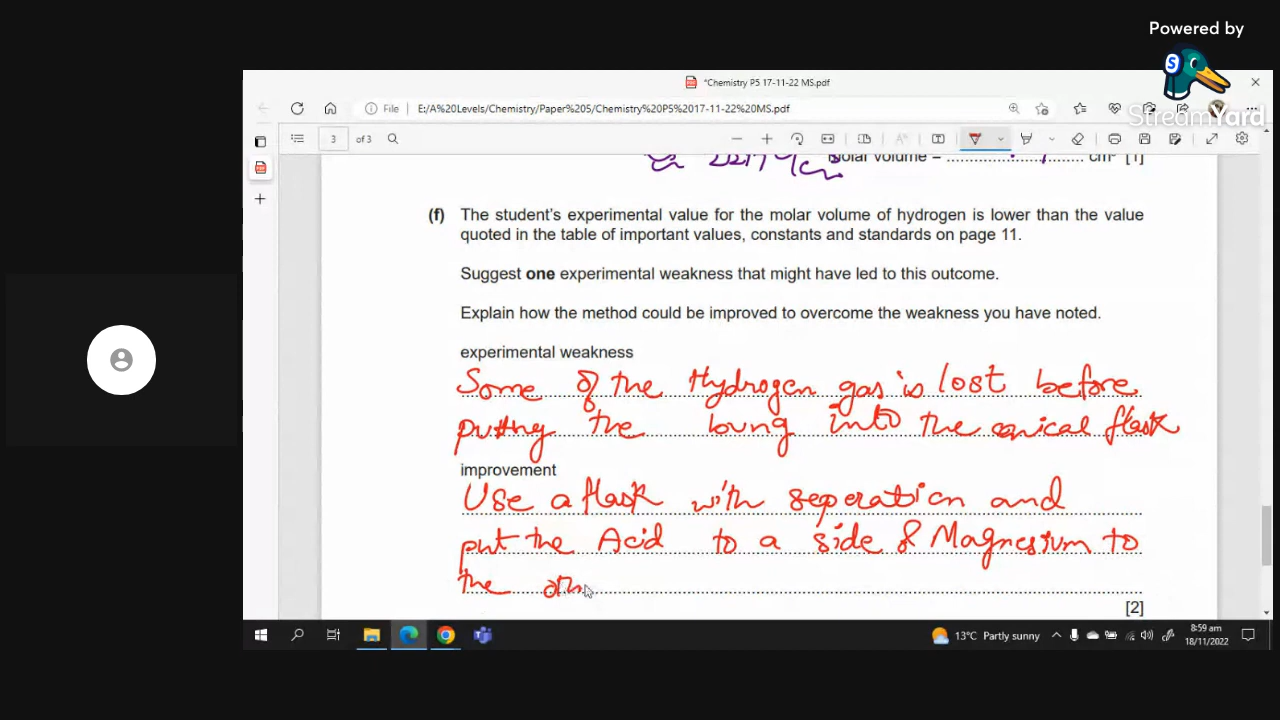 Powered by
StreamYard
*Chemistry P5 17-11-22 MS.pdf
File E:/A%20Levels/Chemistry/Paper%205/Chemistry%20P5%2017-11-22%20MS.pdf
3 of 3
molar volume = cm³ [1]
(f) The student's experimental value for the molar volume of hydrogen is lower than the value
quoted in the table of important values, constants and standards on page 11.
Suggest one experimental weakness that might have led to this outcome.
Explain how the method could be improved to overcome the weakness you have noted.
experimental weakness
Some of the Hydrogen gas is lost before
putting the bung into the conical flask
improvement
Use a flask with seperation and
put the Acid to a side & Magnesium to
the oth
[2]
13°C Partly sunny
8:59 am
18/11/2022